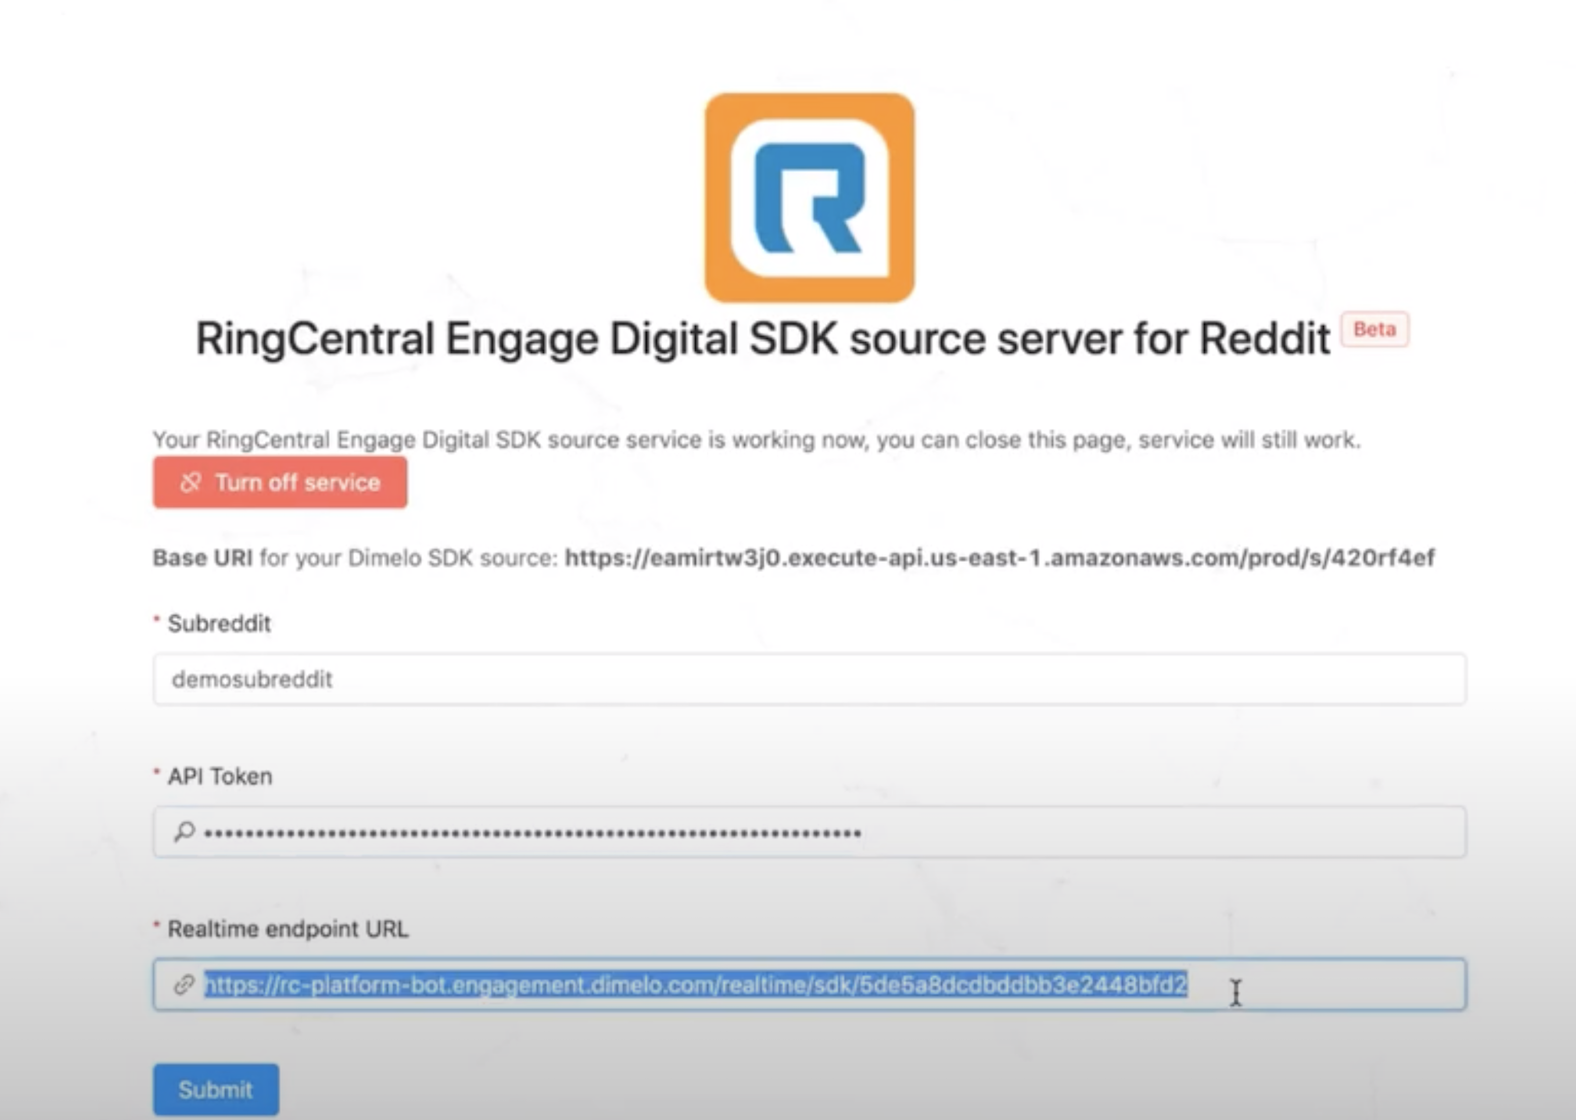 RingCentral Engage Digital SDK source server for Reddit Beta
Your RingCentral Engage Digital SDK source service is working now, you can close this page, service will still work.
Turn off service
Base URI for your Dimelo SDK source: https://eamirtw3j0.execute-api.us-east-1.amazonaws.com/prod/s/420rf4ef
* Subreddit
demosubreddit
* API Token
* Realtime endpoint URL
https://rc-platform-bot.engagement.dimelo.com/realtime/sdk/5de5a8dcdbddbb3e2448bfd2
Submit